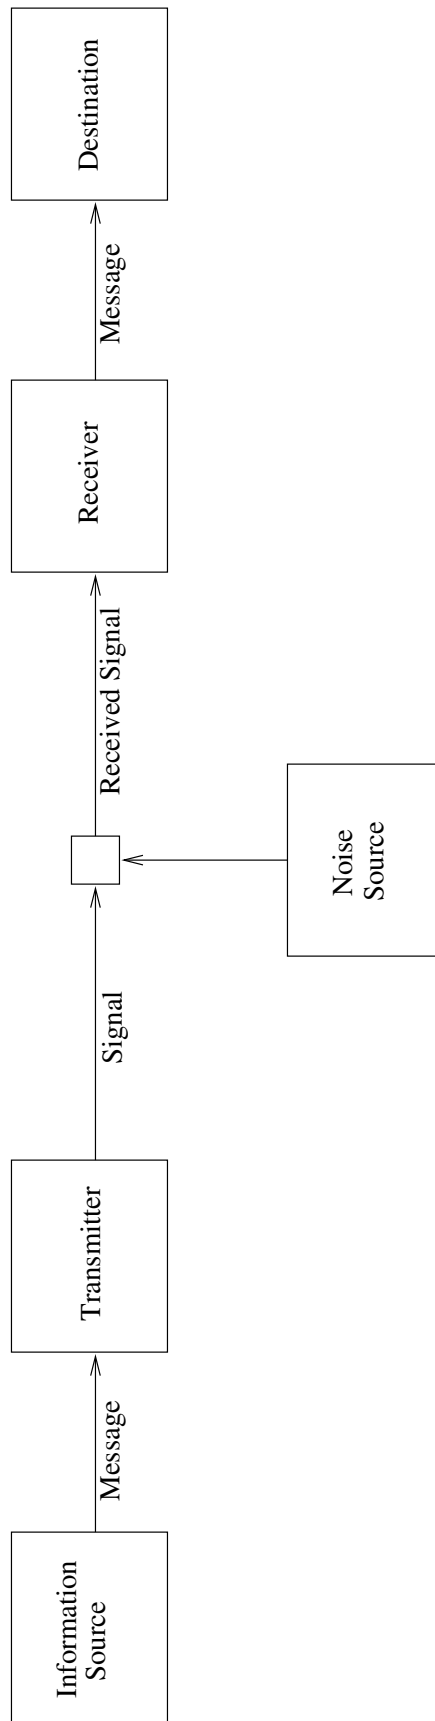 Information
Source
Message
Transmitter
Signal
Noise
Source
Received Signal
Receiver
Message
Destination